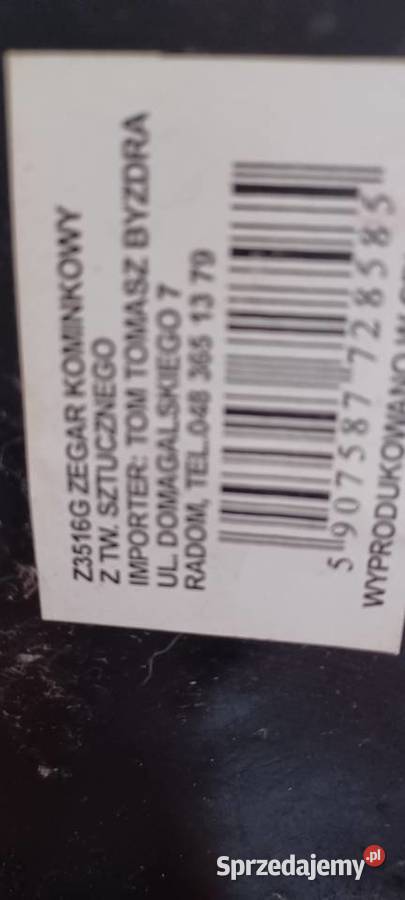 Z3516G ZEGAR KOMINKOWY
Z TW. SZTUCZNEGO
IMPORTER: TOM TOMASZ BYZDRA
UL. DOMAGALSKIEGO 7
RADOM, TEL.048 365 13 79
5 907587 728585
WYPRODUKOWANO W
Sprzedajemy.pl